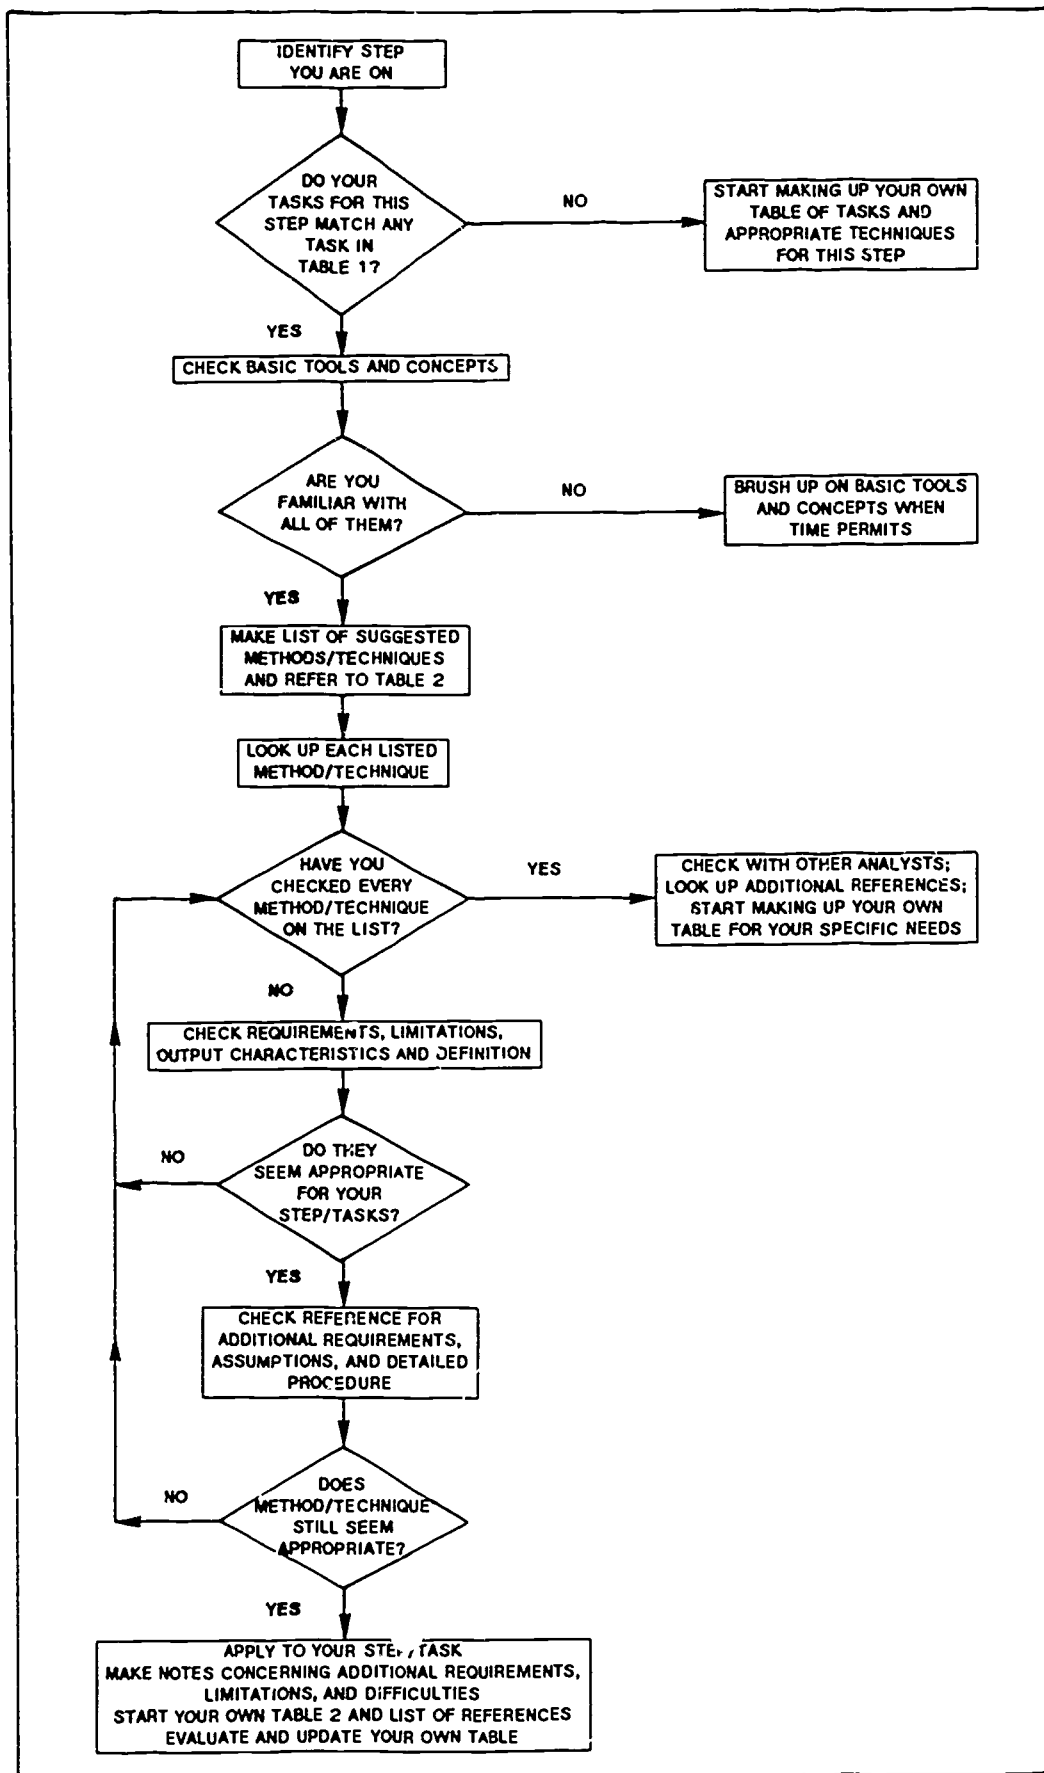 IDENTIFY STEP
YOU ARE ON
DO YOUR
TASKS FOR THIS
STEP MATCH ANY
TASK IN
TABLE 1?
NO
START MAKING UP YOUR OWN
TABLE OF TASKS AND
APPROPRIATE TECHNIQUES
FOR THIS STEP
YES
CHECK BASIC TOOLS AND CONCEPTS
ARE YOU
FAMILIAR WITH
ALL OF THEM?
NO
BRUSH UP ON BASIC TOOLS
AND CONCEPTS WHEN
TIME PERMITS
YES
MAKE LIST OF SUGGESTED
METHODS/TECHNIQUES
AND REFER TO TABLE 2
LOOK UP EACH LISTED
METHOD/TECHNIQUE
HAVE YOU
CHECKED EVERY
METHOD/TECHNIQUE
ON THE LIST?
YES
CHECK WITH OTHER ANALYSTS;
LOOK UP ADDITIONAL REFERENCES;
START MAKING UP YOUR OWN
TABLE FOR YOUR SPECIFIC NEEDS
NO
CHECK REQUIREMENTS, LIMITATIONS,
OUTPUT CHARACTERISTICS AND DEFINITION
DO THEY
SEEM APPROPRIATE
FOR YOUR
STEP/TASKS?
NO
YES
CHECK REFERENCE FOR
ADDITIONAL REQUIREMENTS,
ASSUMPTIONS, AND DETAILED
PROCEDURE
DOES
METHOD/TECHNIQUE
STILL SEEM
APPROPRIATE?
NO
YES
APPLY TO YOUR STEP/TASK
MAKE NOTES CONCERNING ADDITIONAL REQUIREMENTS,
LIMITATIONS, AND DIFFICULTIES
START YOUR OWN TABLE 2 AND LIST OF REFERENCES
EVALUATE AND UPDATE YOUR OWN TABLE